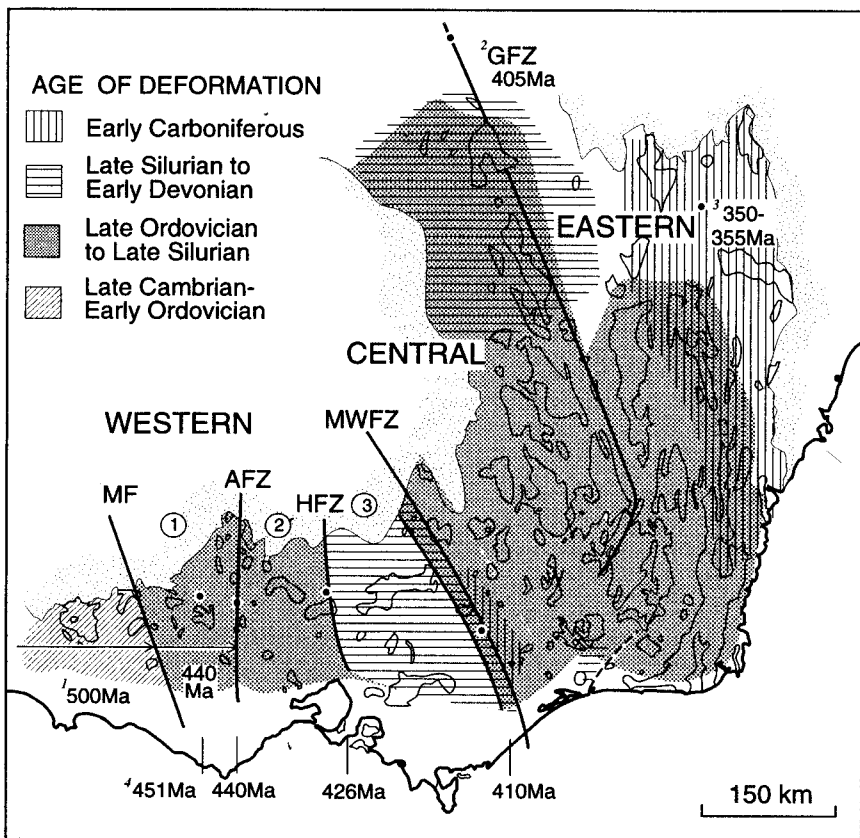 AGE OF DEFORMATION
Early Carboniferous
Late Silurian to
Early Devonian
Late Ordovician
to Late Silurian
Late Cambrian-
Early Ordovician
2GFZ
405Ma
EASTERN
3 350-
355Ma
CENTRAL
WESTERN
MWFZ
MF
AFZ
HFZ
1
2
3
1500Ma
440
Ma
4451Ma
440Ma
426Ma
410Ma
150 km